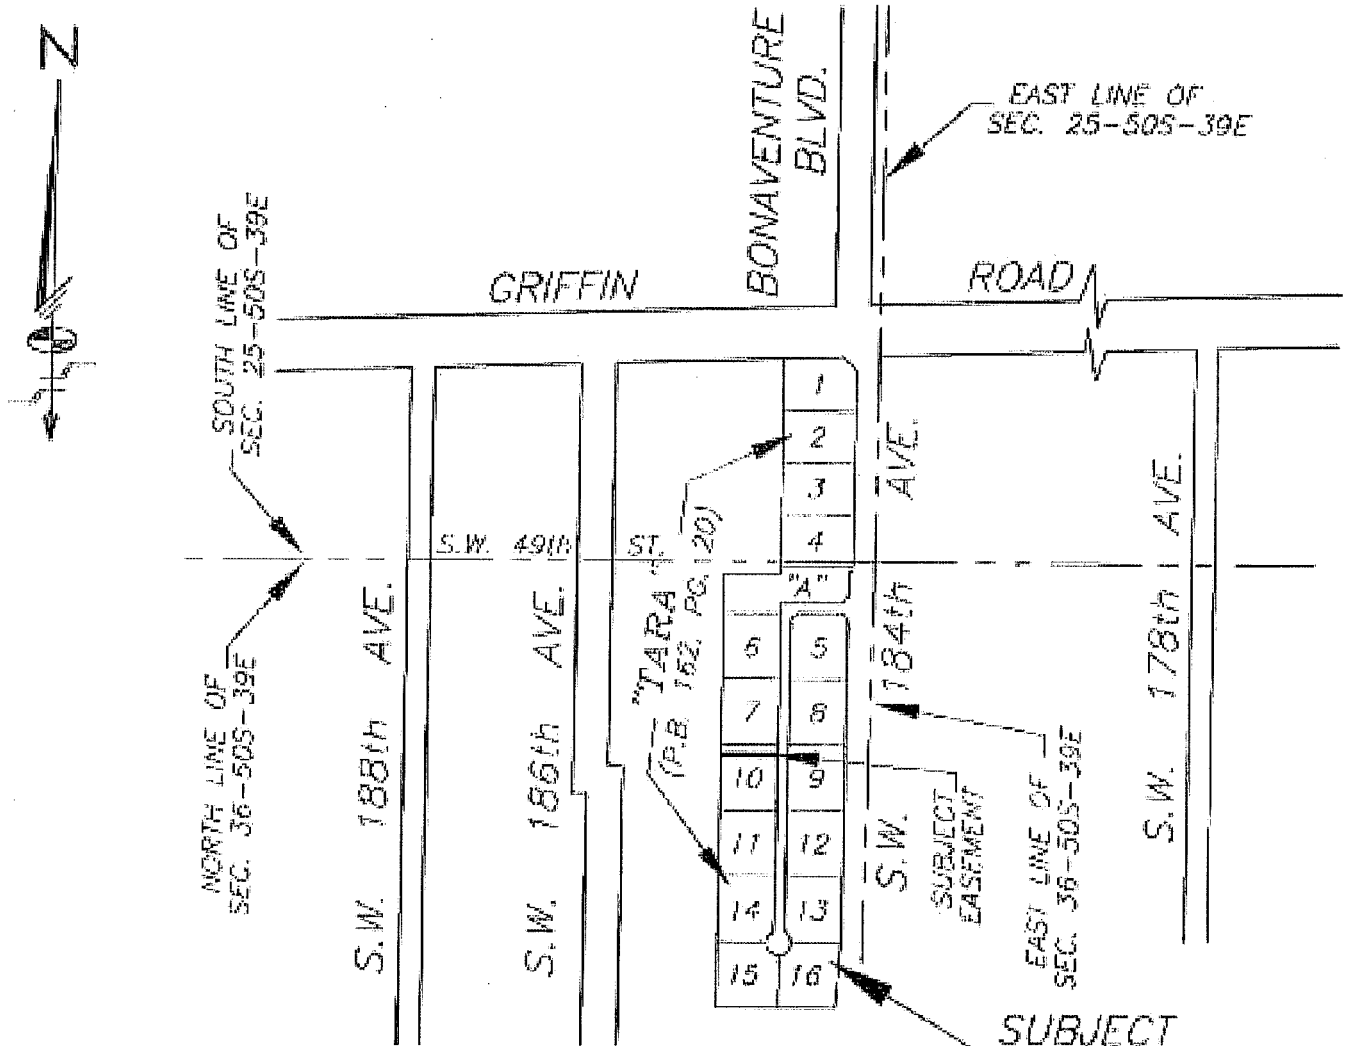 N
BONAVENTURE
BLVD.
EAST LINE OF
SEC. 25-50S-39E
SOUTH LINE OF
SEC. 25-50S-39E
GRIFFIN
ROAD
1
2
3
4
"A"
AVE.
S.W. 49th ST.
"TARA"
(P.B. 162, PG. 20)
6 5
7 8
10 9
11 12
14 13
15 16
NORTH LINE OF
SEC. 36-50S-39E
S.W. 188th AVE.
S.W. 186th AVE.
S.W. 184th
S.W. 178th AVE.
SUBJECT
EASEMENT
EAST LINE OF
SEC. 36-50S-39E
SUBJECT